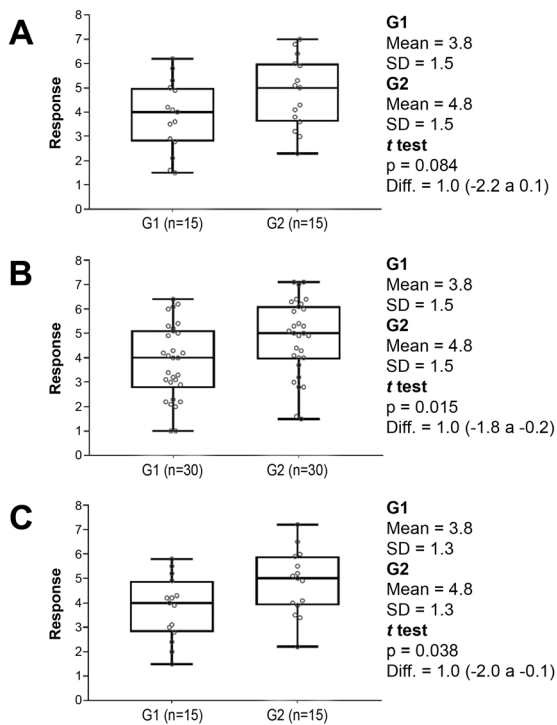 A
Response
8
7
6
5
4
3
2
1
0
G1 (n=15)
G2 (n=15)
G1
Mean = 3.8
SD = 1.5
G2
Mean = 4.8
SD = 1.5
t test
p = 0.084
Diff. = 1.0 (-2.2 a 0.1)
B
Response
8
7
6
5
4
3
2
1
0
G1 (n=30)
G2 (n=30)
G1
Mean = 3.8
SD = 1.5
G2
Mean = 4.8
SD = 1.5
t test
p = 0.015
Diff. = 1.0 (-1.8 a -0.2)
C
Response
8
7
6
5
4
3
2
1
0
G1 (n=15)
G2 (n=15)
G1
Mean = 3.8
SD = 1.3
G2
Mean = 4.8
SD = 1.3
t test
p = 0.038
Diff. = 1.0 (-2.0 a -0.1)